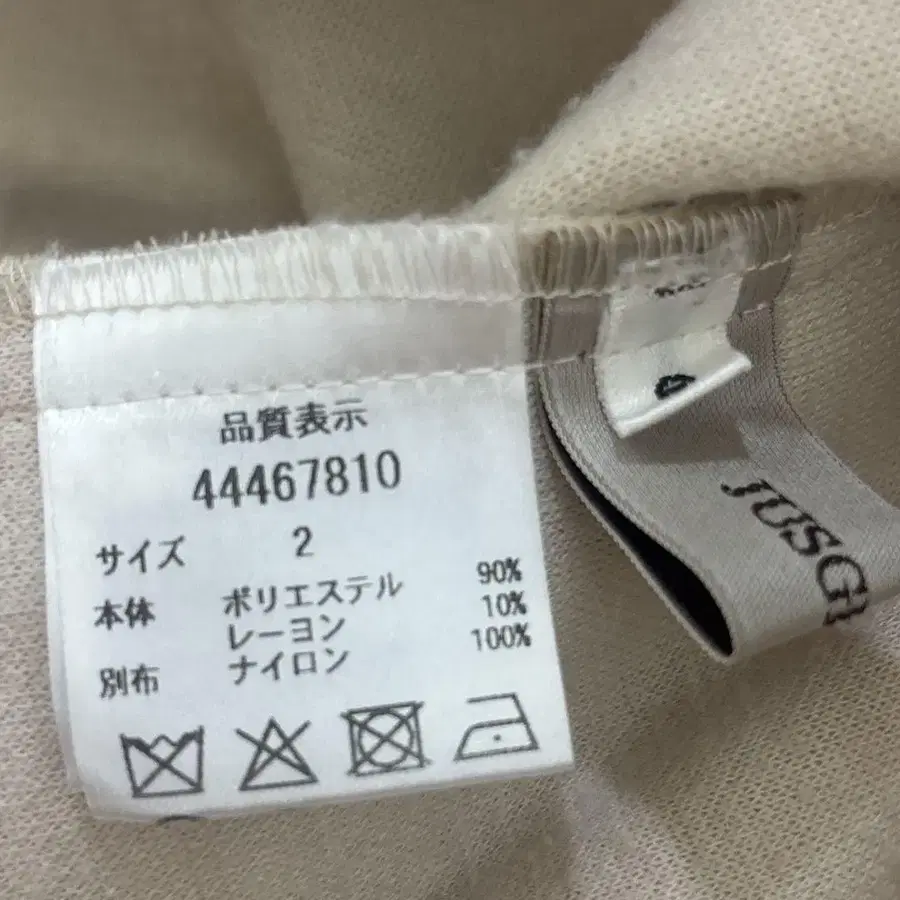 品質表示
44467810
サイズ 2
本体 ポリエステル 90%
レーヨン 10%
別布 ナイロン 100%
JUSG